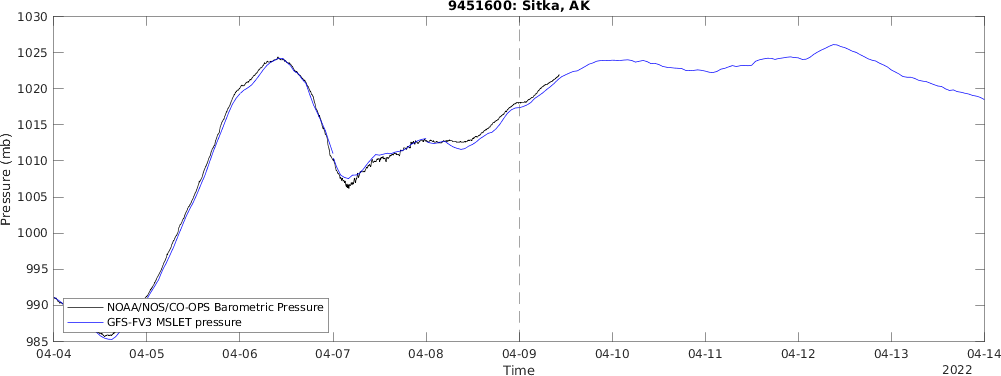 9451600: Sitka, AK
1030
1025
1020
1015
1010
1005
1000
995
990
985
Pressure (mb)
NOAA/NOS/CO-OPS Barometric Pressure
GFS-FV3 MSLET pressure
04-04 04-05 04-06 04-07 04-08 04-09 04-10 04-11 04-12 04-13 04-14
Time
2022